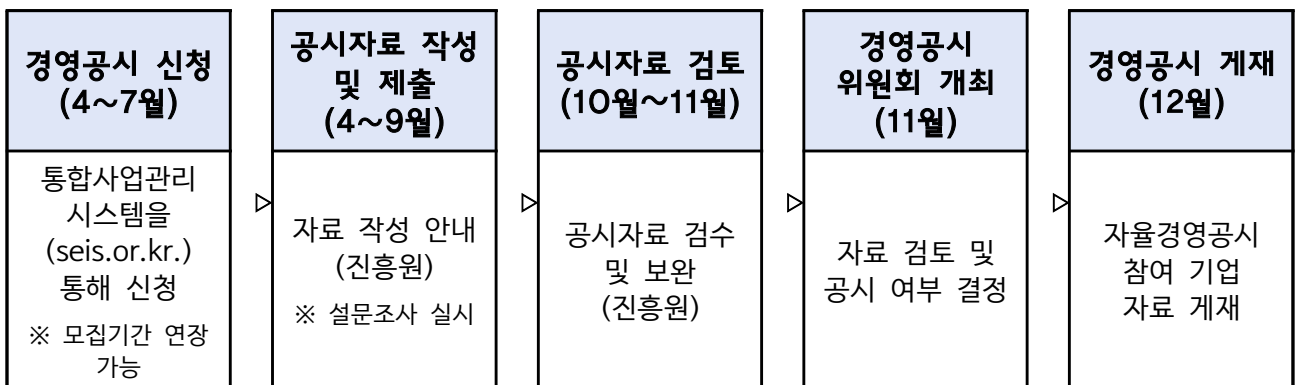 경영공시 신청
(4~7월)
통합사업관리
시스템을
(seis.or.kr.)
통해 신청
※ 모집기간 연장
가능
▷
공시자료 작성
및 제출
(4~9월)
자료 작성 안내
(진흥원)
※ 설문조사 실시
▷
공시자료 검토
(10월~11월)
공시자료 검수
및 보완
(진흥원)
▷
경영공시
위원회 개최
(11월)
자료 검토 및
공시 여부 결정
▷
경영공시 게재
(12월)
자율경영공시
참여 기업
자료 게재